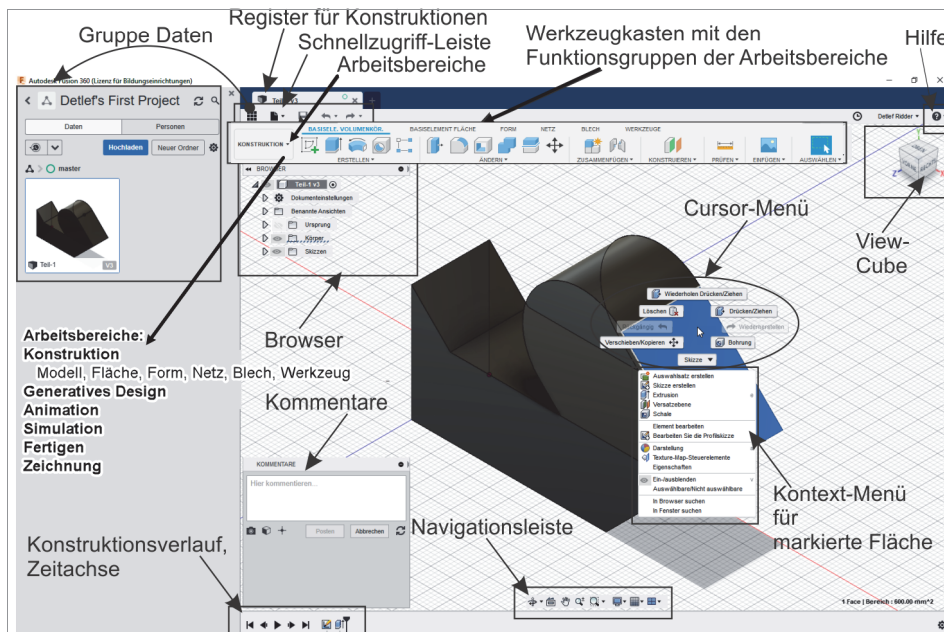 Gruppe Daten
Register für Konstruktionen
Schnellzugriff-Leiste
Arbeitsbereiche
Werkzeugkasten mit den
Funktionsgruppen der Arbeitsbereiche
Hilfe
Autodesk Fusion 360 (Lizenz für Bildungseinrichtungen)
Detlef's First Project
Daten
Personen
Hochladen
Neuer Ordner
master
Teil-1
V3
Detlef Ridder
KONSTRUKTION
BASISELE. VOLUMENKÖR.
BASISELEMENT FLÄCHE
FORM
NETZ
BLECH
WERKZEUGE
ERSTELLEN
ÄNDERN
ZUSAMMENFÜGEN
KONSTRUIEREN
PRÜFEN
EINFÜGEN
AUSWÄHLEN
BROWSER
Teil-1 v3
Dokumenteinstellungen
Benannte Ansichten
Ursprung
Körper
Skizzen
Z
X
Cursor-Menü
View-
Cube
Wiederholen Drücken/Ziehen
Löschen
Drücken/Ziehen
Wiederherstellen
Verschieben/Kopieren
Bohrung
Skizze
Browser
Arbeitsbereiche:
Konstruktion
Modell, Fläche, Form, Netz, Blech, Werkzeug
Generatives Design
Animation
Simulation
Fertigen
Zeichnung
Kommentare
Auswahlsatz erstellen
Skizze erstellen
Extrusion
Versatzebene
Schale
Element bearbeiten
Bearbeiten Sie die Profilskizze
Darstellung
Texture-Map-Steuerelemente
Eigenschaften
Ein-/ausblenden
Auswählbare/Nicht auswählbare
In Browser suchen
In Fenster suchen
Kontext-Menü
für
markierte Fläche
KOMMENTARE
Hier kommentieren...
Posten
Abbrechen
Navigationsleiste
Konstruktionsverlauf,
Zeitachse
1 Face | Bereich : 600.00 mm^2